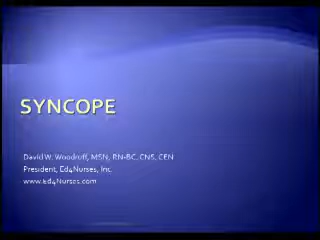 SYNCOPE
David W. Woodruff, MSN, RN-BC, CNS, CEN
President, Ed4Nurses, Inc.
www.Ed4Nurses.com